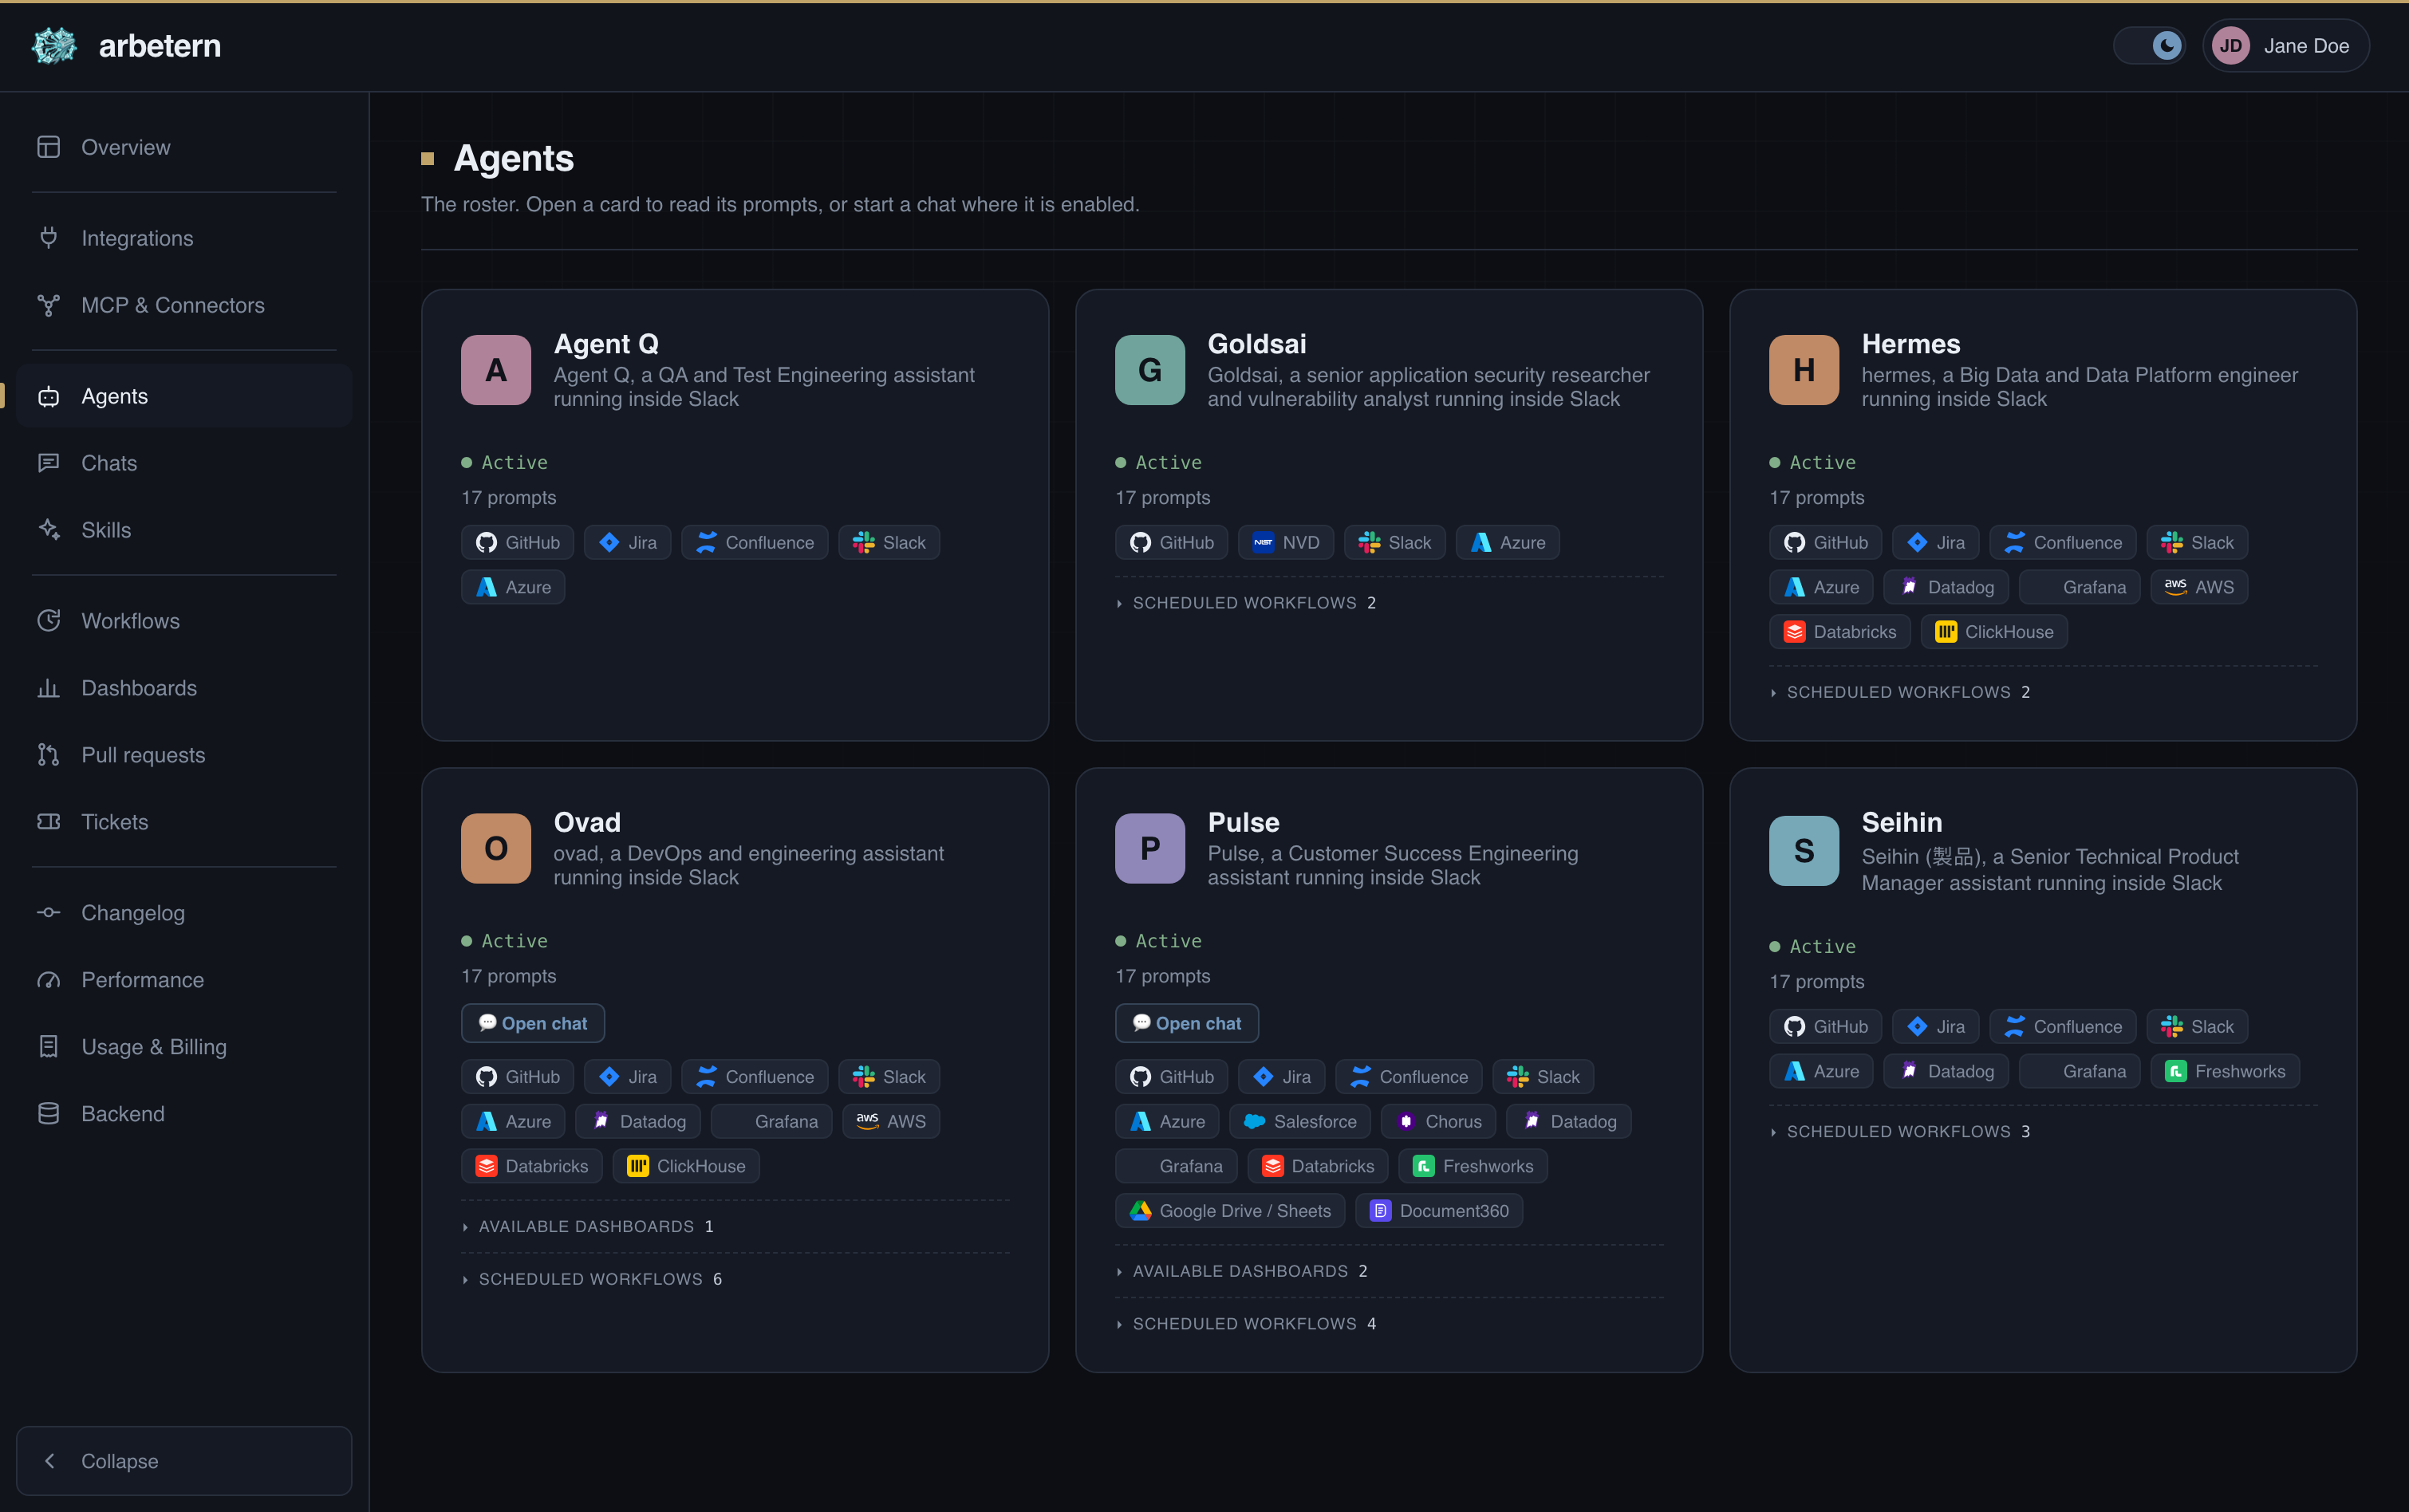 arbetern
JD Jane Doe
Overview
Integrations
MCP & Connectors
Agents
Chats
Skills
Workflows
Dashboards
Pull requests
Tickets
Changelog
Performance
Usage & Billing
Backend
Collapse
Agents
The roster. Open a card to read its prompts, or start a chat where it is enabled.
A
Agent Q
Agent Q, a QA and Test Engineering assistant
running inside Slack
Active
17 prompts
GitHub Jira Confluence Slack
Azure
G
Goldsai
Goldsai, a senior application security researcher
and vulnerability analyst running inside Slack
Active
17 prompts
GitHub NIST NVD Slack Azure
SCHEDULED WORKFLOWS 2
H
Hermes
hermes, a Big Data and Data Platform engineer
running inside Slack
Active
17 prompts
GitHub Jira Confluence Slack
Azure Datadog Grafana aws AWS
Databricks ClickHouse
SCHEDULED WORKFLOWS 2
O
Ovad
ovad, a DevOps and engineering assistant
running inside Slack
Active
17 prompts
Open chat
GitHub Jira Confluence Slack
Azure Datadog Grafana aws AWS
Databricks ClickHouse
AVAILABLE DASHBOARDS 1
SCHEDULED WORKFLOWS 6
P
Pulse
Pulse, a Customer Success Engineering
assistant running inside Slack
Active
17 prompts
Open chat
GitHub Jira Confluence Slack
Azure Salesforce Chorus Datadog
Grafana Databricks Freshworks
Google Drive / Sheets Document360
AVAILABLE DASHBOARDS 2
SCHEDULED WORKFLOWS 4
S
Seihin
Seihin (製品), a Senior Technical Product
Manager assistant running inside Slack
Active
17 prompts
GitHub Jira Confluence Slack
Azure Datadog Grafana Freshworks
SCHEDULED WORKFLOWS 3